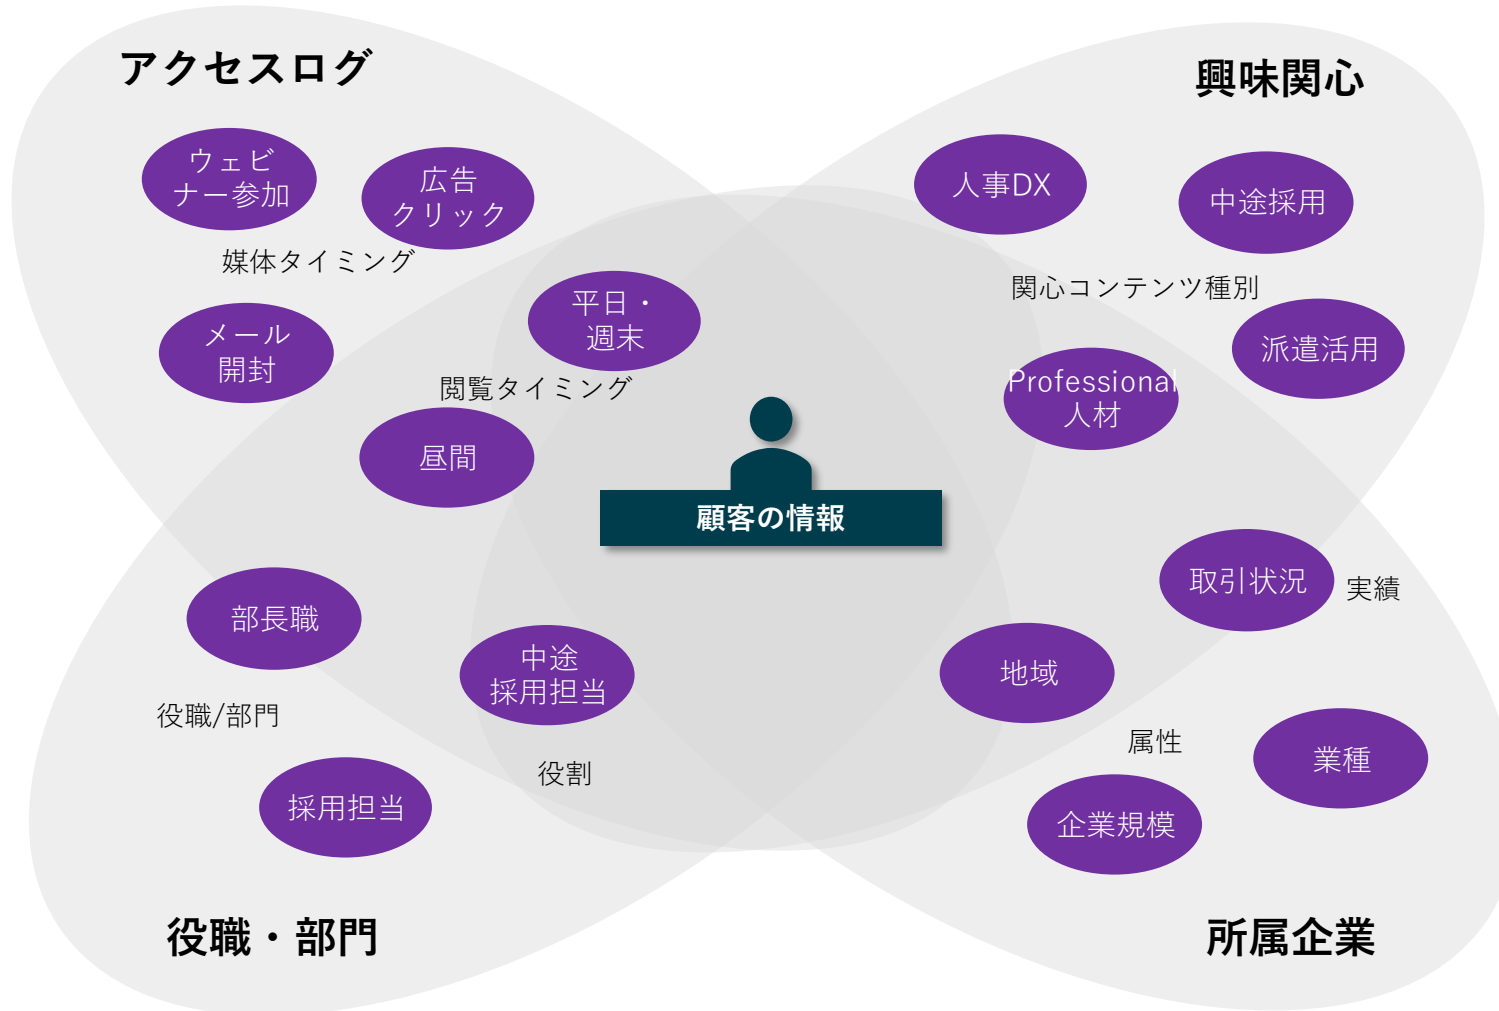 アクセスログ
興味関心
ウェビ
ナー参加
広告
クリック
媒体タイミング
メール
開封
平日・
週末
閲覧タイミング
昼間
人事DX
中途採用
関心コンテンツ種別
派遣活用
Professional
人材
顧客の情報
部長職
役職/部門
採用担当
中途
採用担当
役割
取引状況
実績
地域
属性
業種
企業規模
役職・部門
所属企業